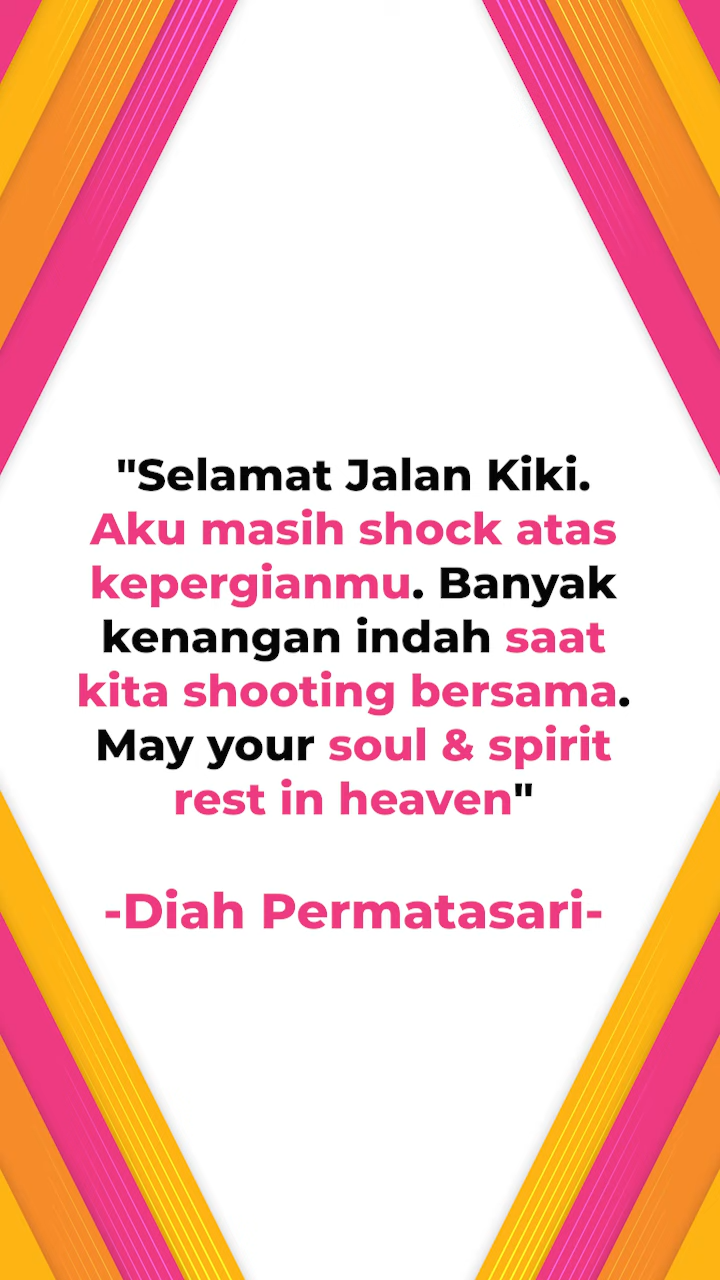 "Selamat Jalan Kiki.
Aku masih shock atas
kepergianmu. Banyak
kenangan indah saat
kita shooting bersama.
May your soul & spirit
rest in heaven"
-Diah Permatasari-